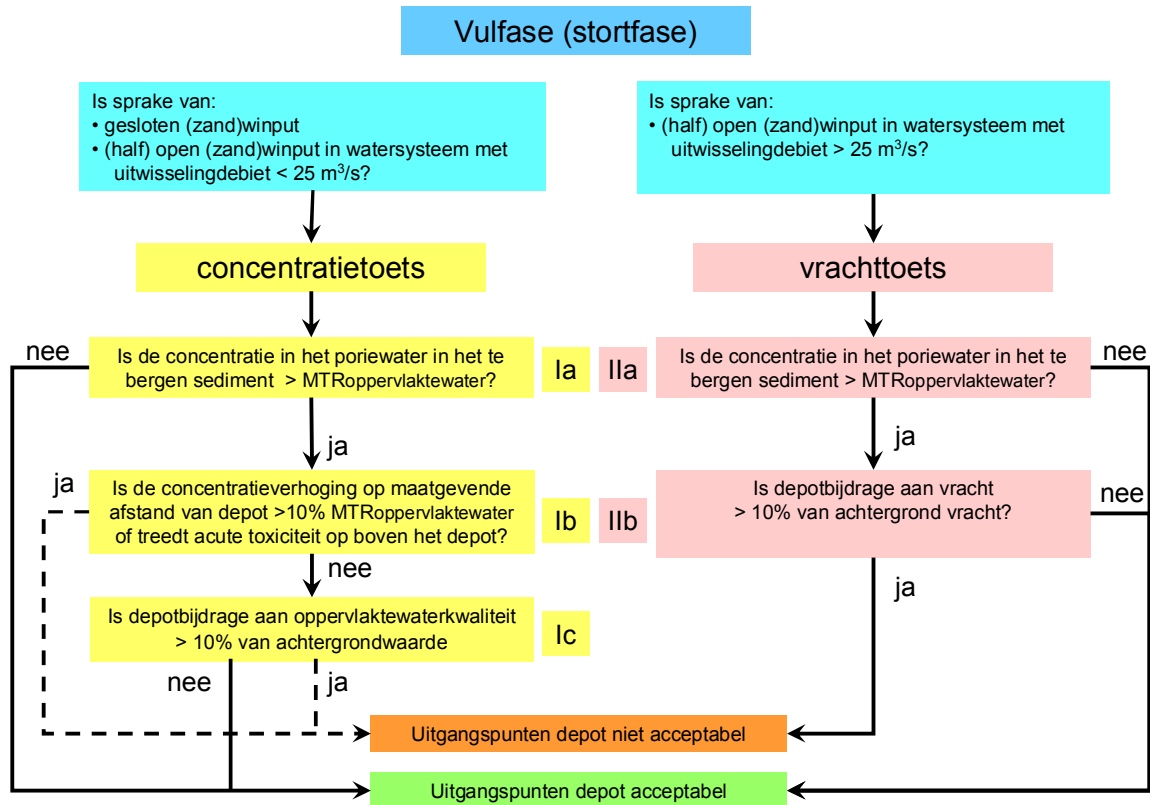 Vulfase (stortfase)
Is sprake van:
• gesloten (zand)winput
• (half) open (zand)winput in watersysteem met
uitwisselingdebiet < 25 m³/s?
Is sprake van:
• (half) open (zand)winput in watersysteem met
uitwisselingdebiet > 25 m³/s?
concentratietoets
vrachttoets
nee
Is de concentratie in het poriewater in het te
bergen sediment > MTRoppervlaktewater?
Ia
IIa
Is de concentratie in het poriewater in het te
bergen sediment > MTRoppervlaktewater?
nee
ja
ja
ja
Is de concentratieverhoging op maatgevende
afstand van depot >10% MTRoppervlaktewater
of treedt acute toxiciteit op boven het depot?
Ib
IIb
Is depotbijdrage aan vracht
> 10% van achtergrond vracht?
nee
nee
ja
Is depotbijdrage aan oppervlaktewaterkwaliteit
> 10% van achtergrondwaarde
Ic
nee
ja
Uitgangspunten depot niet acceptabel
Uitgangspunten depot acceptabel